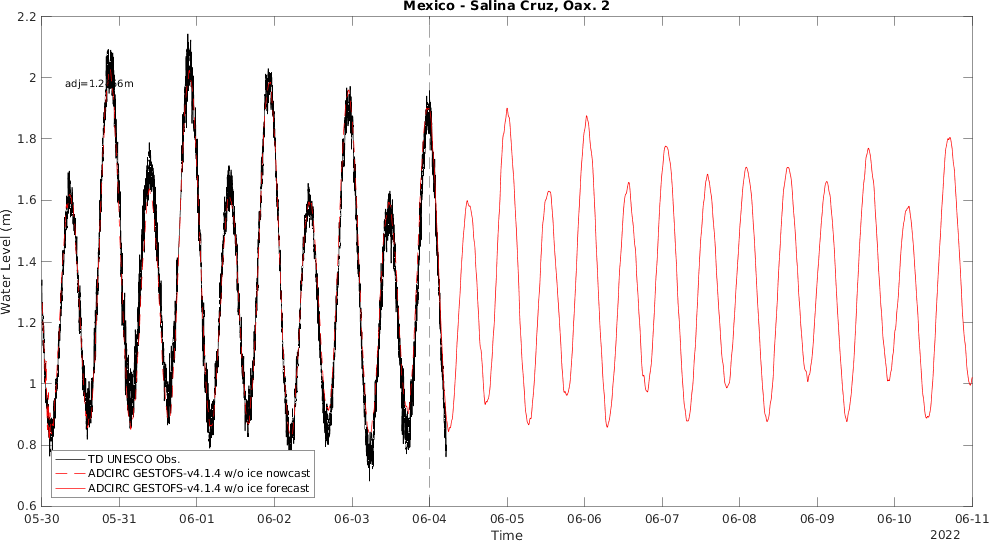 Mexico - Salina Cruz, Oax. 2
2.2
2
1.8
1.6
1.4
1.2
1
0.8
0.6
Water Level (m)
TD UNESCO Obs.
ADCIRC GESTOFS-v4.1.4 w/o ice nowcast
ADCIRC GESTOFS-v4.1.4 w/o ice forecast
05-30 05-31 06-01 06-02 06-03 06-04 06-05 06-06 06-07 06-08 06-09 06-10 06-11
Time
2022